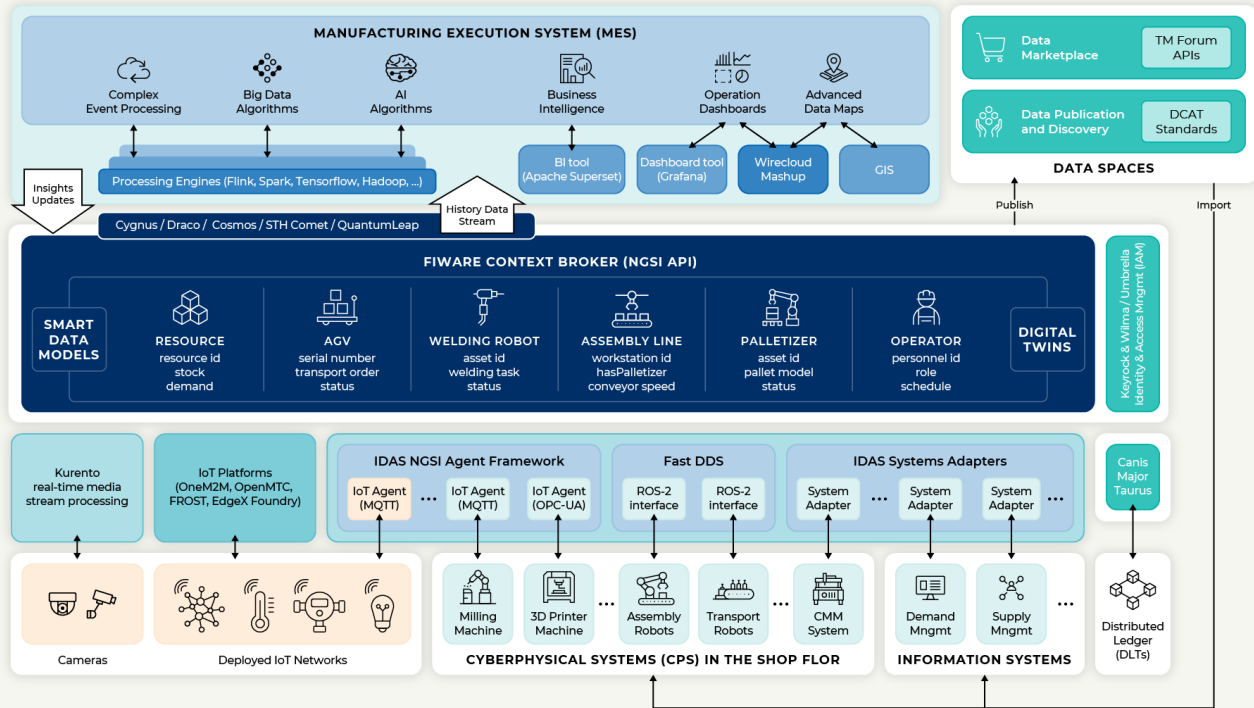 MANUFACTURING EXECUTION SYSTEM (MES)
Complex
Event Processing
Big Data
Algorithms
AI
Algorithms
Business
Intelligence
Operation
Dashboards
Advanced
Data Maps
Processing Engines (Flink, Spark, Tensorflow, Hadoop, ...)
BI tool
(Apache Superset)
Dashboard tool
(Grafana)
Wirecloud
Mashup
GIS
Data
Marketplace
TM Forum
APIs
Data Publication
and Discovery
DCAT
Standards
DATA SPACES
Insights
Updates
History Data
Stream
Publish
Import
Cygnus / Draco / Cosmos / STH Comet / QuantumLeap
FIWARE CONTEXT BROKER (NGSI API)
SMART
DATA
MODELS
RESOURCE
resource id
stock
demand
AGV
serial number
transport order
status
WELDING ROBOT
asset id
welding task
status
ASSEMBLY LINE
workstation id
hasPalletizer
conveyor speed
PALLETIZER
asset id
pallet model
status
OPERATOR
personnel id
role
schedule
DIGITAL
TWINS
Keyrock & Wilma / Umbrella
Identity & Access Mngmt (IAM)
Kurento
real-time media
stream processing
IoT Platforms
(OneM2M, OpenMTC,
FROST, EdgeX Foundry)
IDAS NGSI Agent Framework
IoT Agent
(MQTT)
...
IoT Agent
(MQTT)
IoT Agent
(OPC-UA)
Fast DDS
ROS-2
interface
ROS-2
interface
IDAS Systems Adapters
System
Adapter
...
System
Adapter
...
System
Adapter
...
Canis
Major
Taurus
Cameras
Deployed IoT Networks
Milling
Machine
3D Printer
Machine
...
Assembly
Robots
Transport
Robots
...
CMM
System
CYBERPHYSICAL SYSTEMS (CPS) IN THE SHOP FLOR
Demand
Mngmt
Supply
Mngmt
...
INFORMATION SYSTEMS
Distributed
Ledger
(DLTs)